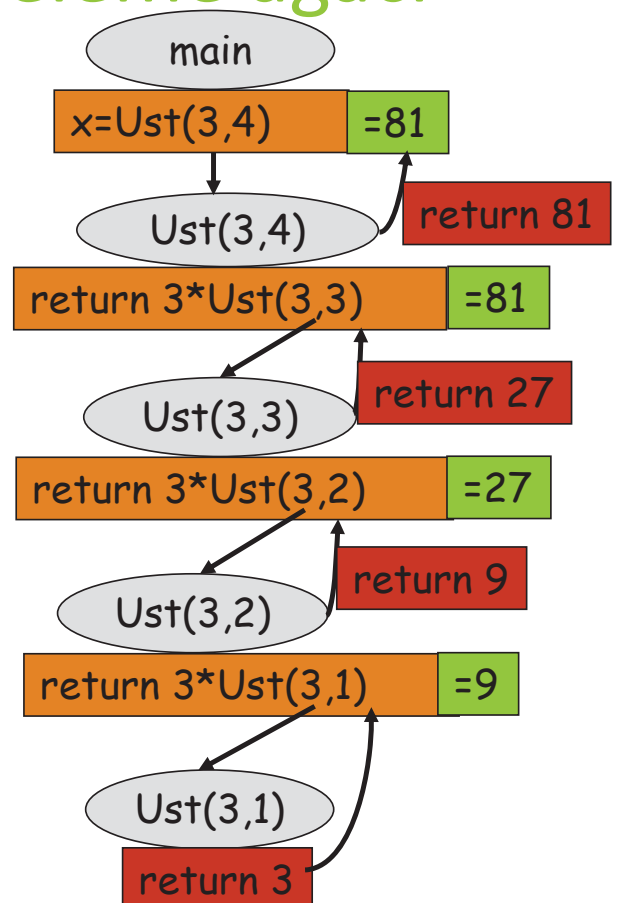 main
x=Ust(3,4) =81
Ust(3,4) return 81
return 3*Ust(3,3) =81
Ust(3,3) return 27
return 3*Ust(3,2) =27
Ust(3,2) return 9
return 3*Ust(3,1) =9
Ust(3,1)
return 3